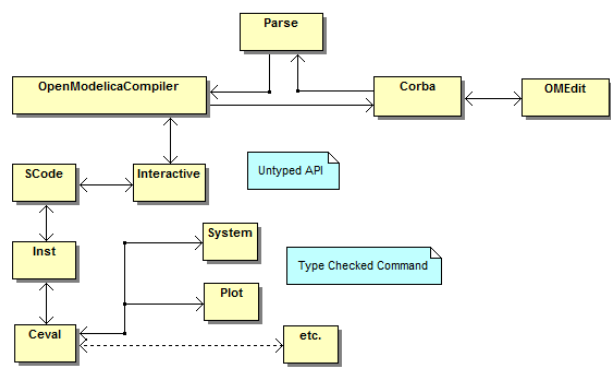 Parse
OpenModelicaCompiler
Corba
OMEdit
Untyped API
SCode
Interactive
System
Inst
Type Checked Command
Plot
Ceval
etc.